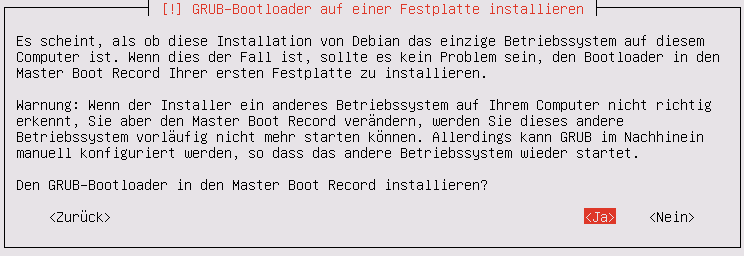 [!] GRUB-Bootloader auf einer Festplatte installieren
Es scheint, als ob diese Installation von Debian das einzige Betriebssystem auf diesem
Computer ist. Wenn dies der Fall ist, sollte es kein Problem sein, den Bootloader in den
Master Boot Record Ihrer ersten Festplatte zu installieren.
Warnung: Wenn der Installer ein anderes Betriebssystem auf Ihrem Computer nicht richtig
erkennt, Sie aber den Master Boot Record verändern, werden Sie dieses andere
Betriebssystem vorläufig nicht mehr starten können. Allerdings kann GRUB im Nachhinein
manuell konfiguriert werden, so dass das andere Betriebssystem wieder startet.
Den GRUB-Bootloader in den Master Boot Record installieren?
<Zurück> <Ja> <Nein>